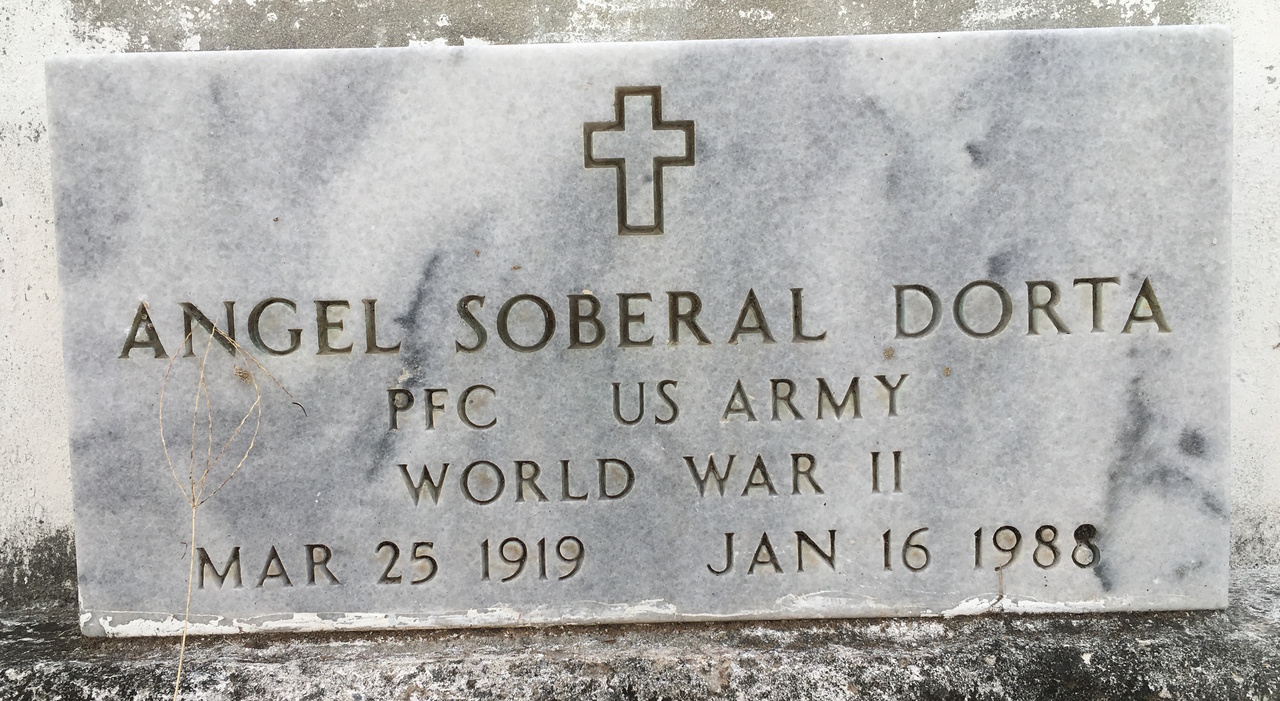 ANGEL SOBERAL DORTA
PFC US ARMY
WORLD WAR II
MAR 25 1919 JAN 16 1988